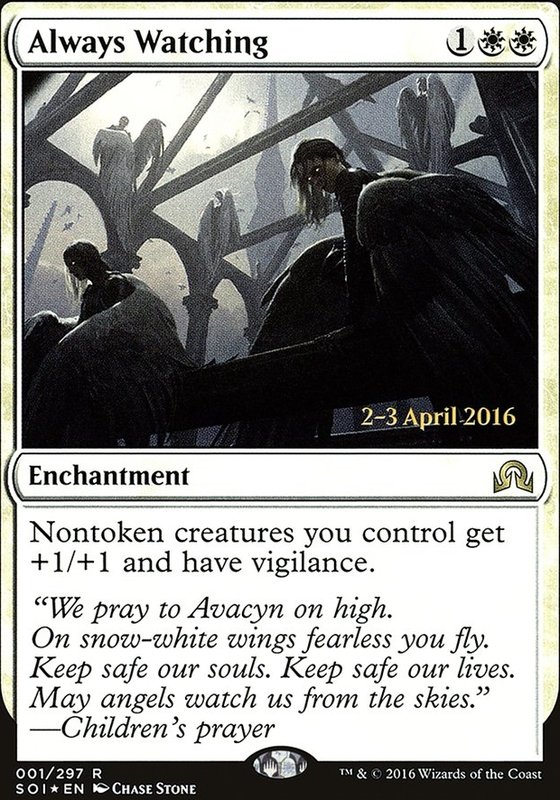 Always Watching 1
2–3 April 2016
Enchantment
Nontoken creatures you control get
+1/+1 and have vigilance.
“We pray to Avacyn on high.
On snow-white wings fearless you fly.
Keep safe our souls. Keep safe our lives.
May angels watch us from the skies.”
—Children’s prayer
001/297 R
SOI★EN Chase Stone
™ & © 2016 Wizards of the Coast